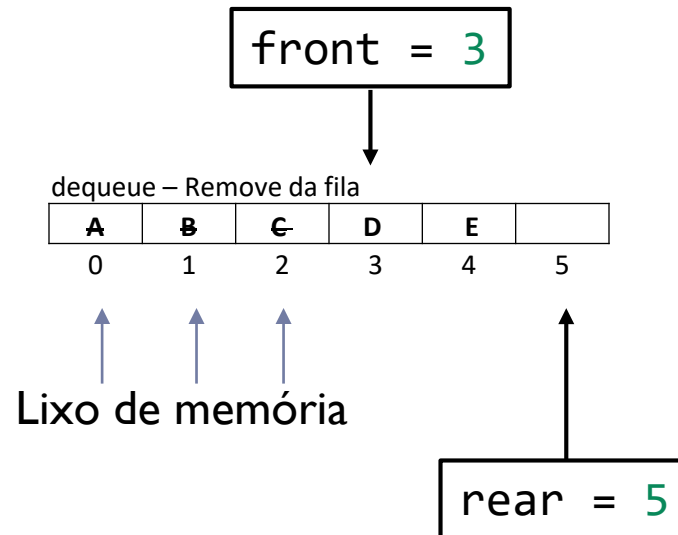 front = 3
dequeue – Remove da fila
A B C D E
0 1 2 3 4 5
Lixo de memória
rear = 5